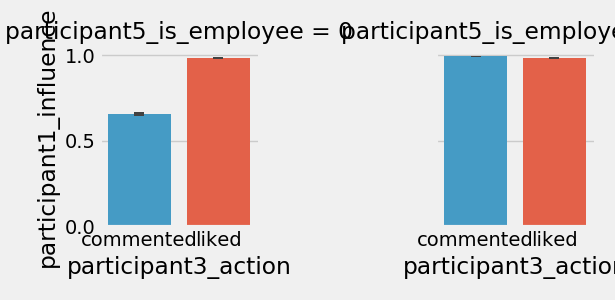 participant5_is_employee = 0
participant5_is_employe
participant1_influence
1.0
0.5
0.0
commented liked
participant3_action
commented liked
participant3_action